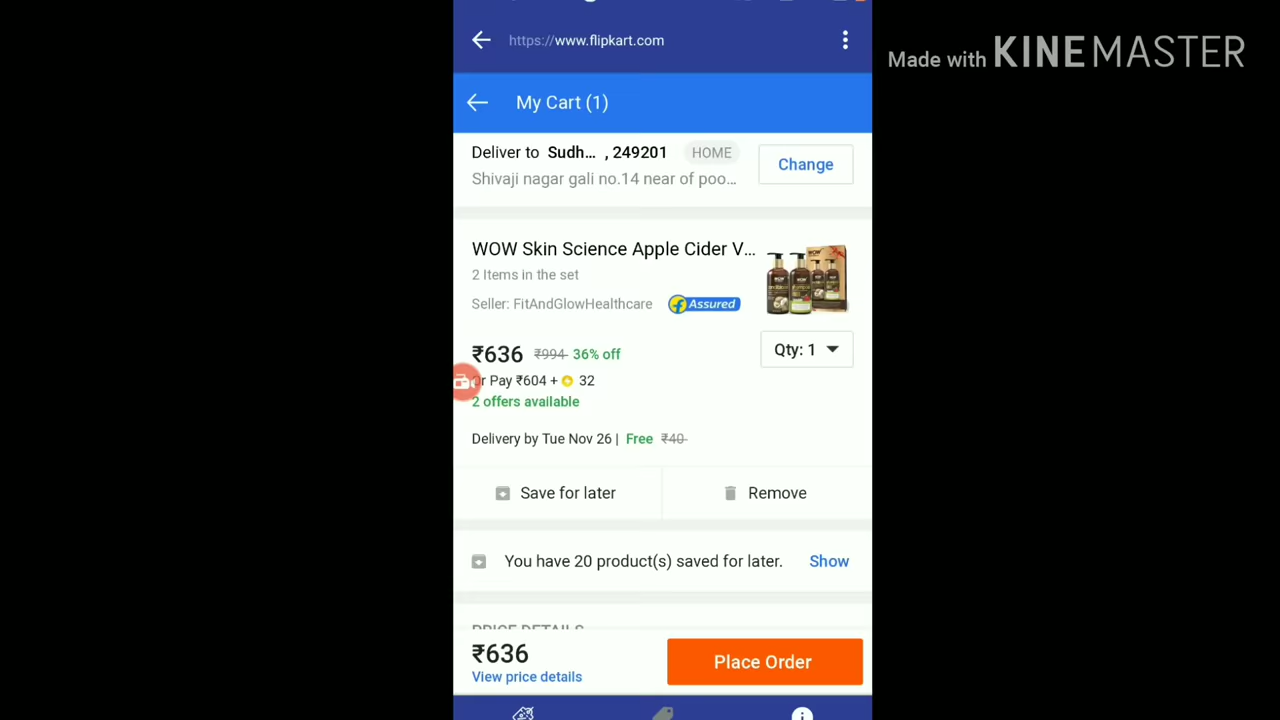 https://www.flipkart.com
Made with KINEMASTER
My Cart (1)
Deliver to Sudh... , 249201 HOME
Change
Shivaji nagar gali no.14 near of poo...
WOW Skin Science Apple Cider V...
2 Items in the set
Seller: FitAndGlowHealthcare Assured
₹636 ₹994 36% off
Qty: 1
Or Pay ₹604 + 32
2 offers available
Delivery by Tue Nov 26 | Free ₹40
Save for later
Remove
You have 20 product(s) saved for later. Show
PRICE DETAILS
₹636
View price details
Place Order